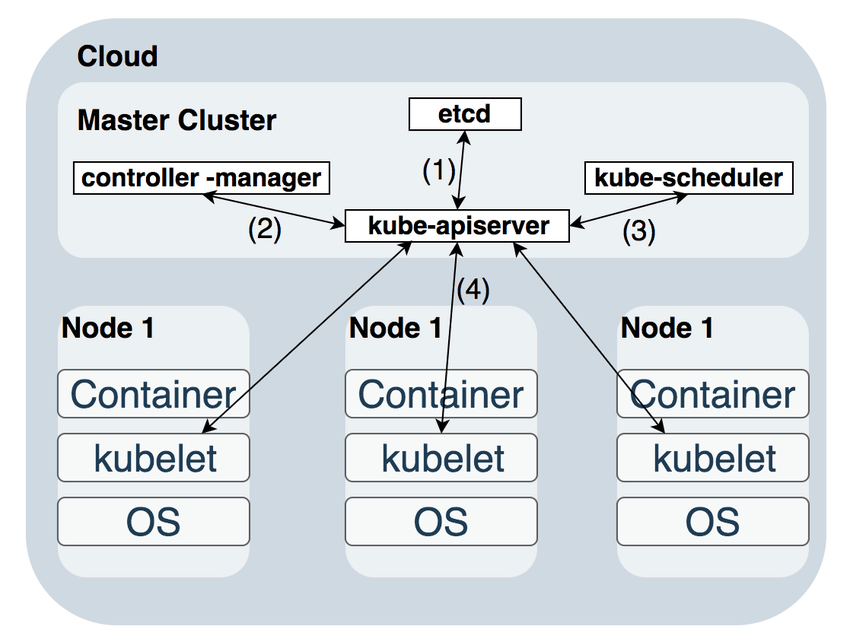 Cloud
Master Cluster
etcd
(1)
controller -manager
kube-scheduler
kube-apiserver
(2)
(3)
(4)
Node 1
Node 1
Node 1
Container
Container
Container
kubelet
kubelet
kubelet
OS
OS
OS